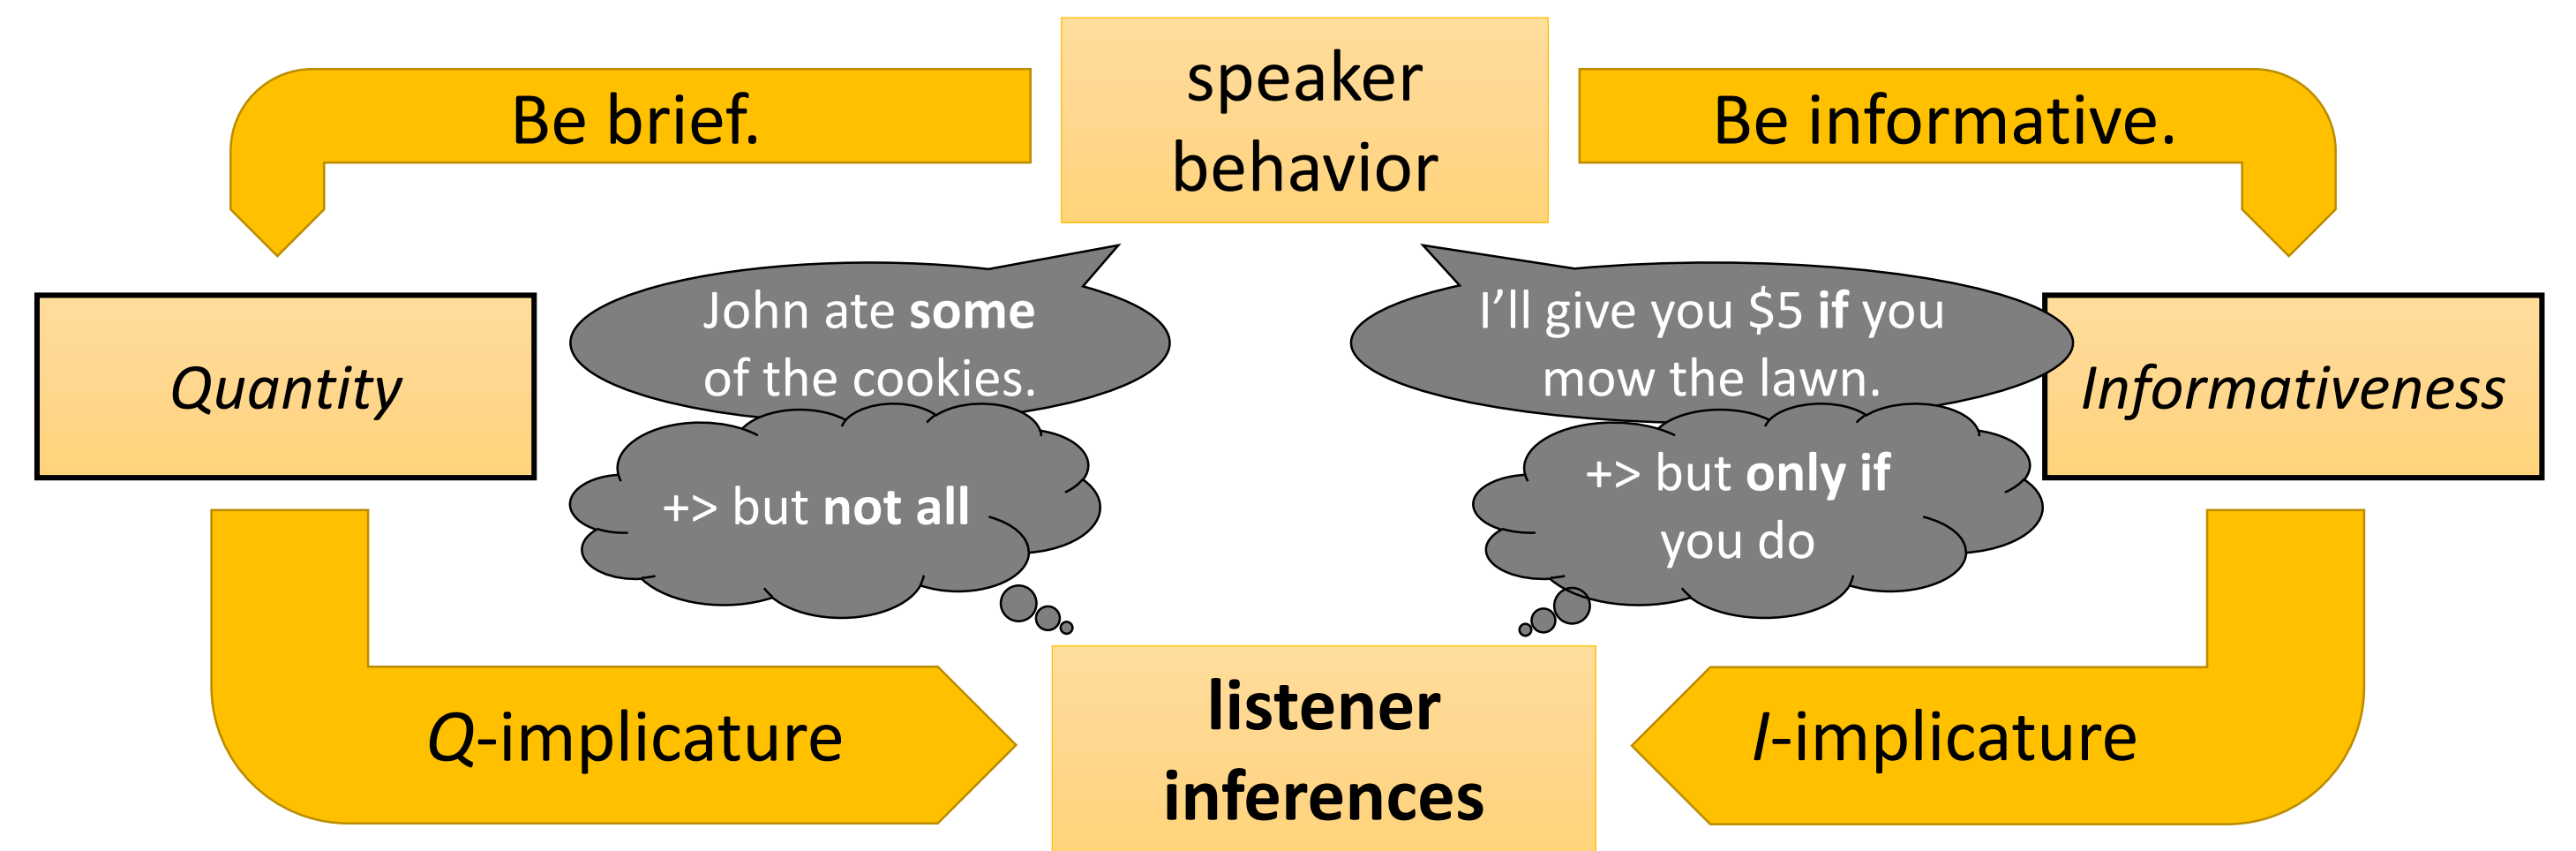 speaker
behavior
Be brief.
Be informative.
John ate some
of the cookies.
I’ll give you $5 if you
mow the lawn.
Quantity
Informativeness
+> but not all
+> but only if
you do
Q-implicature
listener
inferences
I-implicature